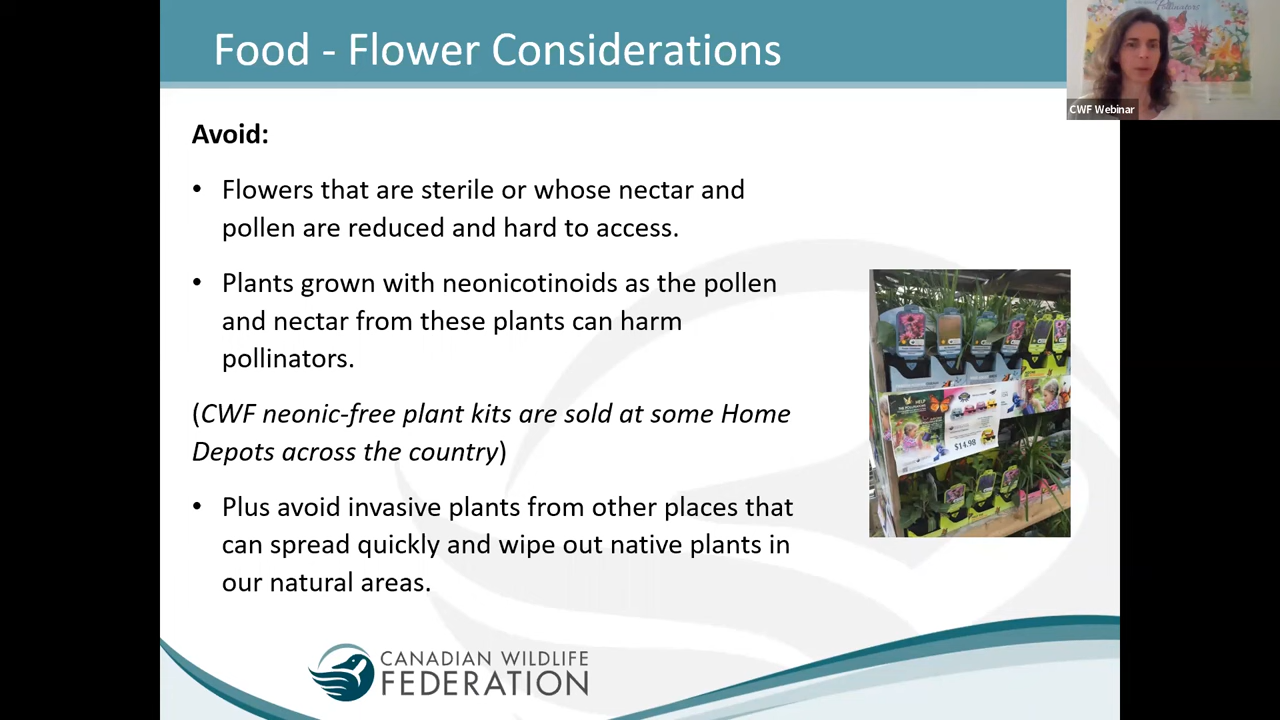 Food - Flower Considerations
CWF Webinar
Avoid:
• Flowers that are sterile or whose nectar and
pollen are reduced and hard to access.
• Plants grown with neonicotinoids as the pollen
and nectar from these plants can harm
pollinators.
(CWF neonic-free plant kits are sold at some Home
Depots across the country)
• Plus avoid invasive plants from other places that
can spread quickly and wipe out native plants in
our natural areas.
HELP
$14.98
CANADIAN WILDLIFE
FEDERATION